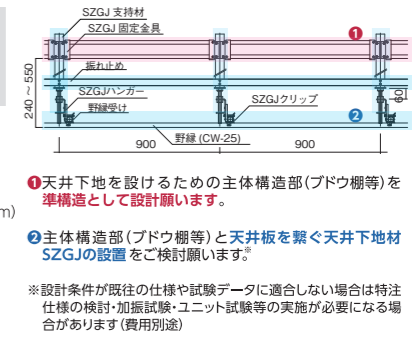 SZGJ 支持材
SZGJ 固定金具
❶
振れ止め
240 ~ 550
SZGJハンガー
SZGJクリップ
60
野縁受け
❷
野縁 (CW-25)
900
900
❶天井下地を設けるための主体構造部(ブドウ棚等)を
準構造として設計願います。
m)
❷主体構造部(ブドウ棚等)と天井板を繋ぐ天井下地材
SZGJの設置をご検討願います。※
※設計条件が既往の仕様や試験データに適合しない場合は特注
仕様の検討・加振試験・ユニット試験等の実施が必要になる場
合があります(費用別途)